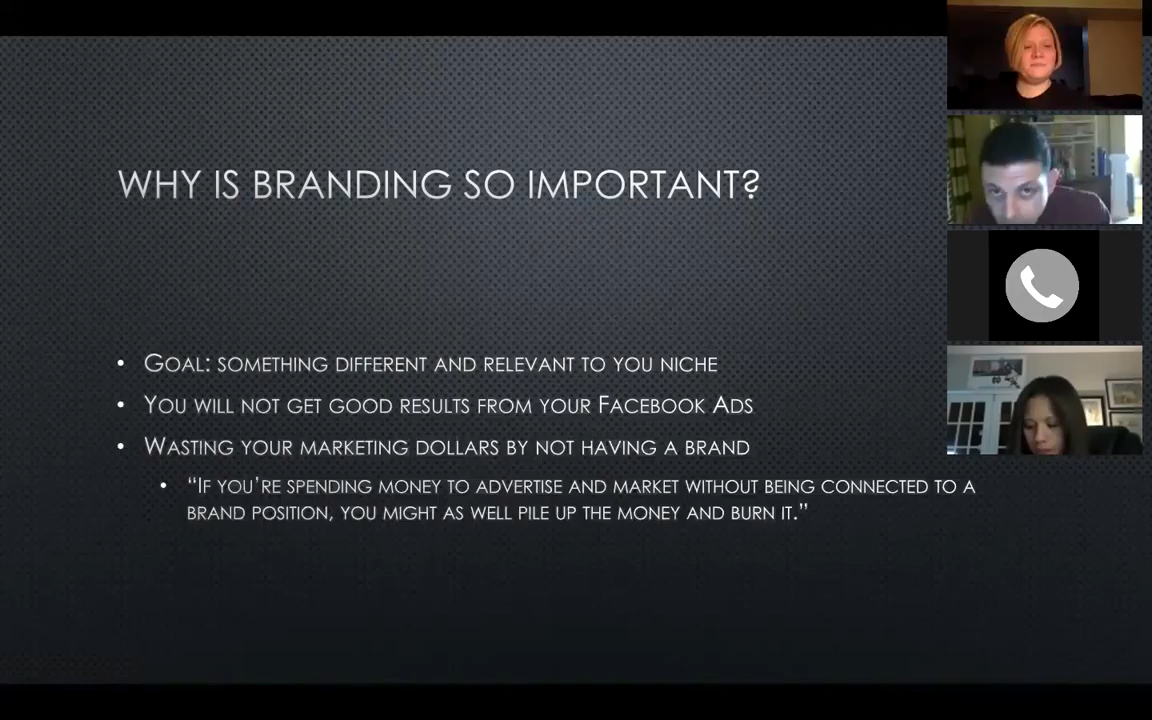 WHY IS BRANDING SO IMPORTANT?
• GOAL: SOMETHING DIFFERENT AND RELEVANT TO YOU NICHE
• YOU WILL NOT GET GOOD RESULTS FROM YOUR FACEBOOK ADS
• WASTING YOUR MARKETING DOLLARS BY NOT HAVING A BRAND
• “IF YOU’RE SPENDING MONEY TO ADVERTISE AND MARKET WITHOUT BEING CONNECTED TO A
BRAND POSITION, YOU MIGHT AS WELL PILE UP THE MONEY AND BURN IT.”